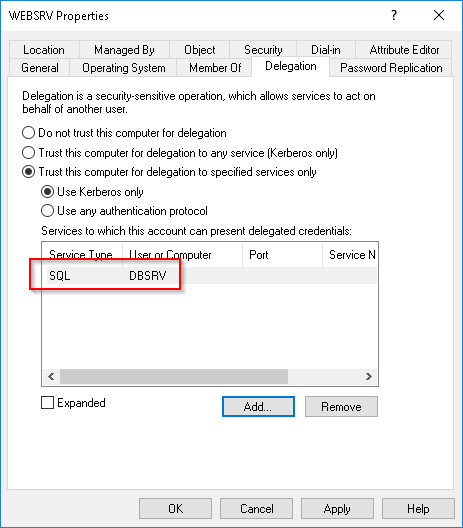 WEBSRV Properties ? ×
Location Managed By Object Security Dial-in Attribute Editor
General Operating System Member Of Delegation Password Replication
Delegation is a security-sensitive operation, which allows services to act on
behalf of another user.
Do not trust this computer for delegation
Trust this computer for delegation to any service (Kerberos only)
Trust this computer for delegation to specified services only
Use Kerberos only
Use any authentication protocol
Services to which this account can present delegated credentials:
Service Type User or Computer Port Service N
SQL DBSRV
Expanded Add... Remove
OK Cancel Apply Help